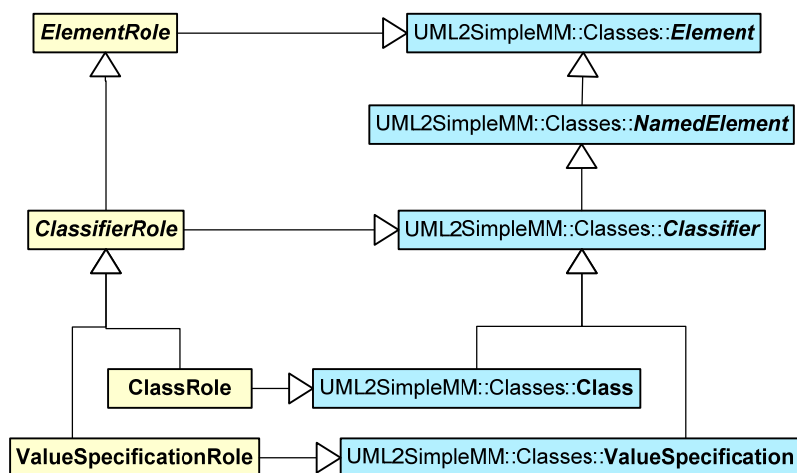 ElementRole
UML2SimpleMM::Classes::Element
UML2SimpleMM::Classes::NamedElement
ClassifierRole
UML2SimpleMM::Classes::Classifier
ClassRole
UML2SimpleMM::Classes::Class
ValueSpecificationRole
UML2SimpleMM::Classes::ValueSpecification